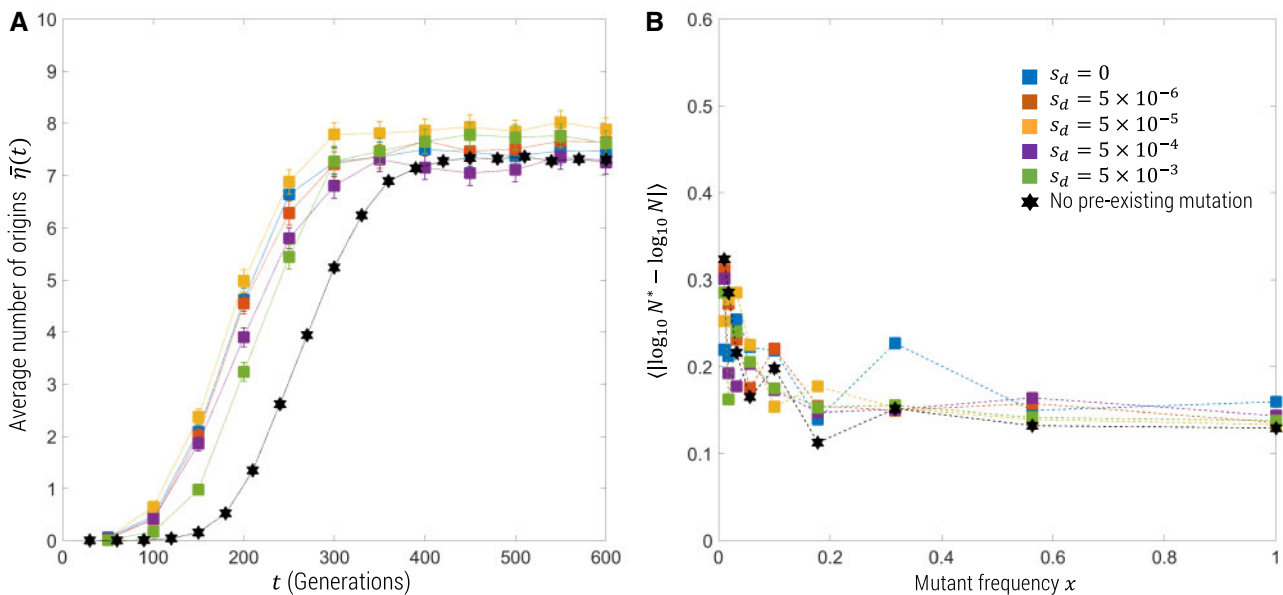 A
10
9
8
7
6
5
4
3
2
1
0
0
100
200
300
400
500
600
Average number of origins η̄(t)
t (Generations)
B
0.6
0.5
0.4
0.3
0.2
0.1
0
0
0.2
0.4
0.6
0.8
1
⟨|log₁₀ N* − log₁₀ N|⟩
Mutant frequency x
s_d = 0
s_d = 5 × 10⁻⁶
s_d = 5 × 10⁻⁵
s_d = 5 × 10⁻⁴
s_d = 5 × 10⁻³
No pre-existing mutation